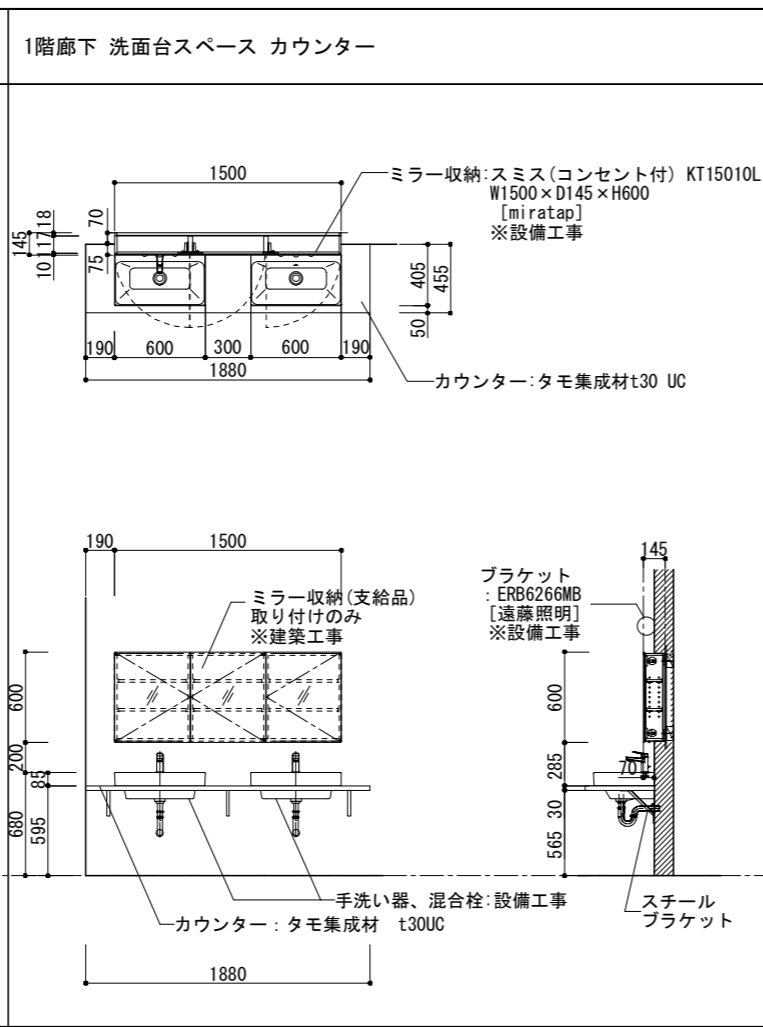 1階廊下 洗面台スペース カウンター
1500
ミラー収納:スミス(コンセント付) KT15010L
W1500×D145×H600
[miratap]
※設備工事
145
18
117
10
70
75
405
455
50
190
600
300
600
190
1880
カウンター:タモ集成材t30 UC
190
1500
ミラー収納(支給品)
取り付けのみ
※建築工事
600
200
85
680
595
手洗い器、混合栓:設備工事
カウンター:タモ集成材 t30UC
1880
145
ブラケット
:ERB6266MB
[遠藤照明]
※設備工事
600
285
70
30
565
スチール
ブラケット